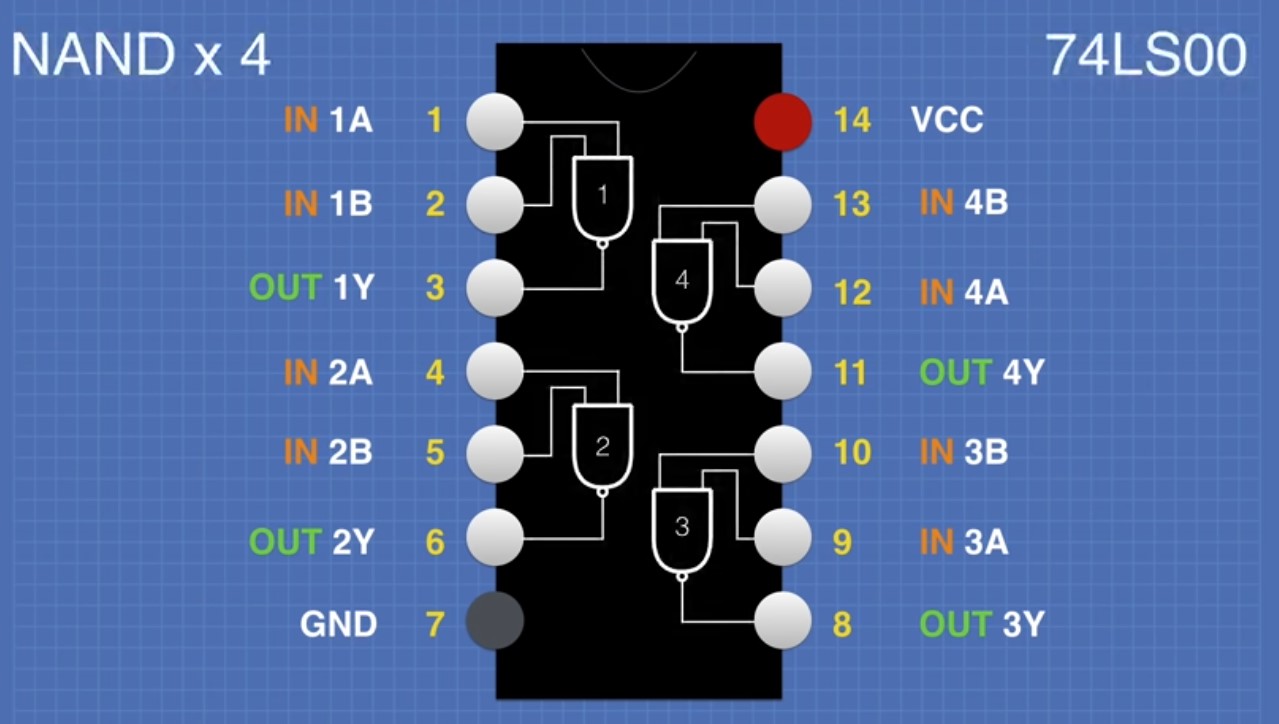 NAND x 4
74LS00
IN 1A 1
14 VCC
IN 1B 2
13 IN 4B
OUT 1Y 3
12 IN 4A
IN 2A 4
11 OUT 4Y
IN 2B 5
10 IN 3B
OUT 2Y 6
9 IN 3A
GND 7
8 OUT 3Y
1
4
2
3